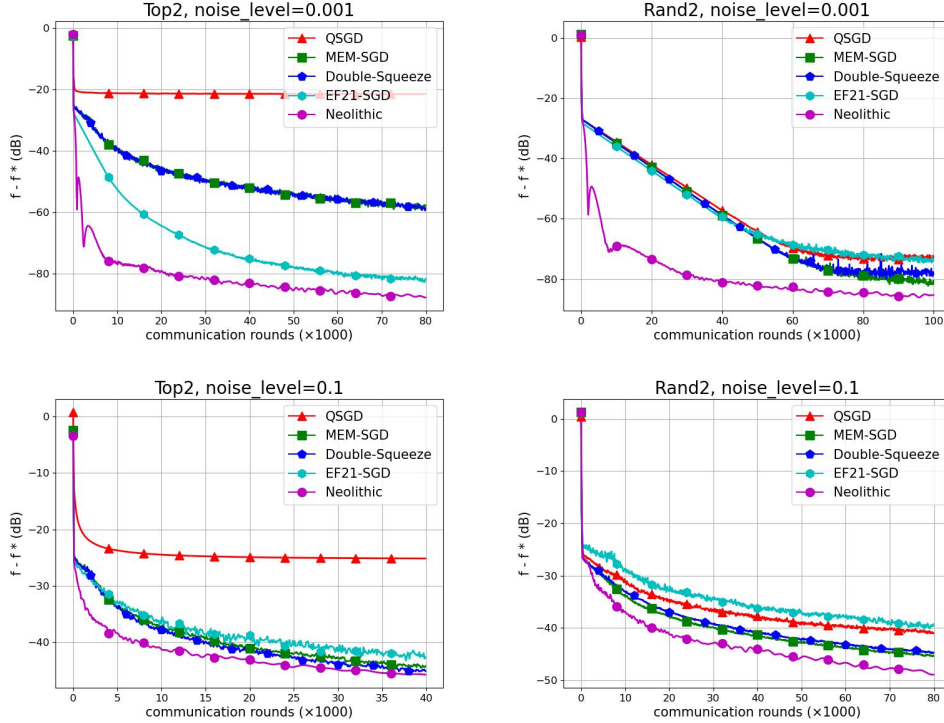 Top2, noise_level=0.001
f - f * (dB)
0
−20
−40
−60
−80
QSGD
MEM-SGD
Double-Squeeze
EF21-SGD
Neolithic
0 10 20 30 40 50 60 70 80
communication rounds (×1000)
Rand2, noise_level=0.001
f - f * (dB)
0
−20
−40
−60
−80
QSGD
MEM-SGD
Double-Squeeze
EF21-SGD
Neolithic
0 20 40 60 80 100
communication rounds (×1000)
Top2, noise_level=0.1
f - f * (dB)
0
−10
−20
−30
−40
QSGD
MEM-SGD
Double-Squeeze
EF21-SGD
Neolithic
0 5 10 15 20 25 30 35 40
communication rounds (×1000)
Rand2, noise_level=0.1
f - f * (dB)
0
−10
−20
−30
−40
−50
QSGD
MEM-SGD
Double-Squeeze
EF21-SGD
Neolithic
0 10 20 30 40 50 60 70 80
communication rounds (×1000)